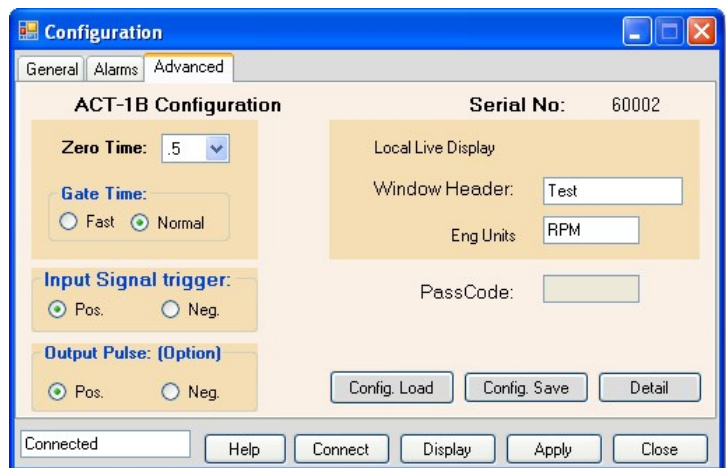 Configuration
General Alarms Advanced
ACT-1B Configuration
Serial No: 60002
Zero Time: .5
Gate Time:
Fast Normal
Input Signal trigger:
Pos. Neg.
Output Pulse: (Option)
Pos. Neg.
Local Live Display
Window Header: Test
Eng Units RPM
PassCode:
Config. Load Config. Save Detail
Connected Help Connect Display Apply Close